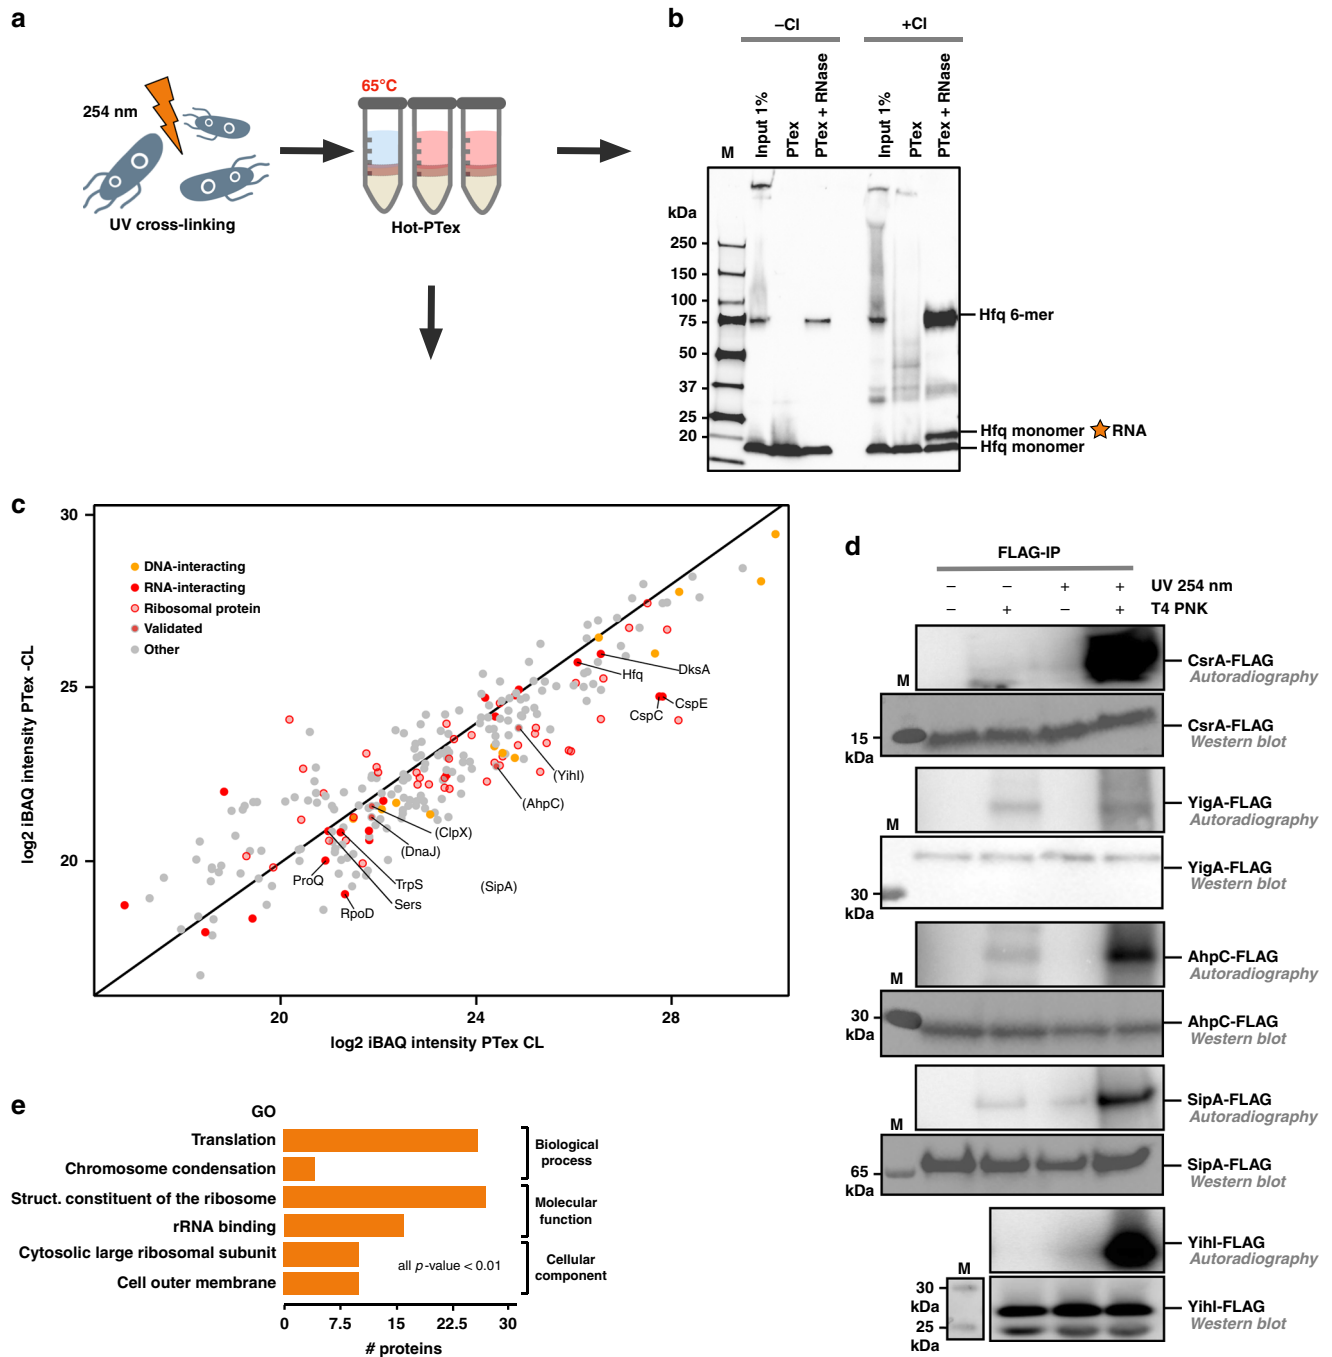 a
254 nm
UV cross-linking
65°C
Hot-PTex
b
–Cl
+Cl
M
Input 1%
PTex
PTex + RNase
Input 1%
PTex
PTex + RNase
kDa
250
150
100
75
50
37
25
20
Hfq 6-mer
Hfq monomer RNA
Hfq monomer
c
log2 iBAQ intensity PTex -CL
30
25
20
DNA-interacting
RNA-interacting
Ribosomal protein
Validated
Other
DksA
Hfq
CspE
CspC
(YihI)
(AhpC)
(ClpX)
(DnaJ)
ProQ
TrpS
(SipA)
Sers
RpoD
20
24
28
log2 iBAQ intensity PTex CL
d
FLAG-IP
– – + + UV 254 nm
– + – + T4 PNK
CsrA-FLAG
Autoradiography
M
CsrA-FLAG
Western blot
15
kDa
YigA-FLAG
Autoradiography
M
YigA-FLAG
Western blot
30
kDa
AhpC-FLAG
Autoradiography
M
30
kDa
AhpC-FLAG
Western blot
SipA-FLAG
Autoradiography
M
65
kDa
SipA-FLAG
Western blot
YihI-FLAG
Autoradiography
M
30
kDa
25
kDa
YihI-FLAG
Western blot
e
GO
Translation
Chromosome condensation
Struct. constituent of the ribosome
rRNA binding
Cytosolic large ribosomal subunit
Cell outer membrane
Biological
process
Molecular
function
Cellular
component
all p-value < 0.01
0
7.5
15
22.5
30
# proteins